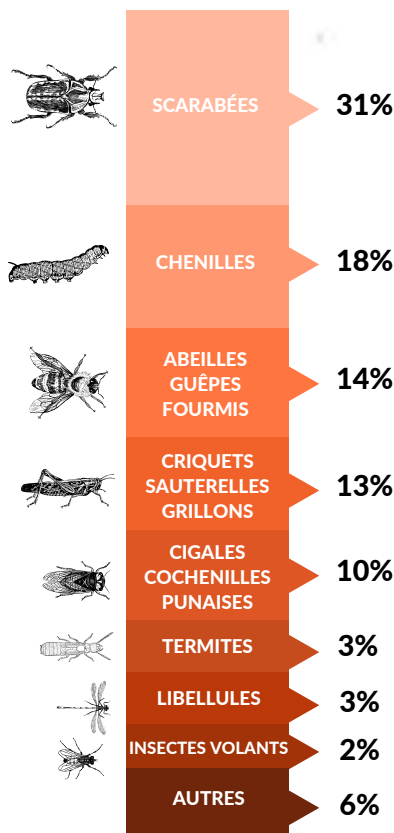 SCARABÉES 31%
CHENILLES 18%
ABEILLES
GUÊPES 14%
FOURMIS
CRIQUETS
SAUTERELLES 13%
GRILLONS
CIGALES
COCHENILLES 10%
PUNAISES
TERMITES 3%
LIBELLULES 3%
INSECTES VOLANTS 2%
AUTRES 6%